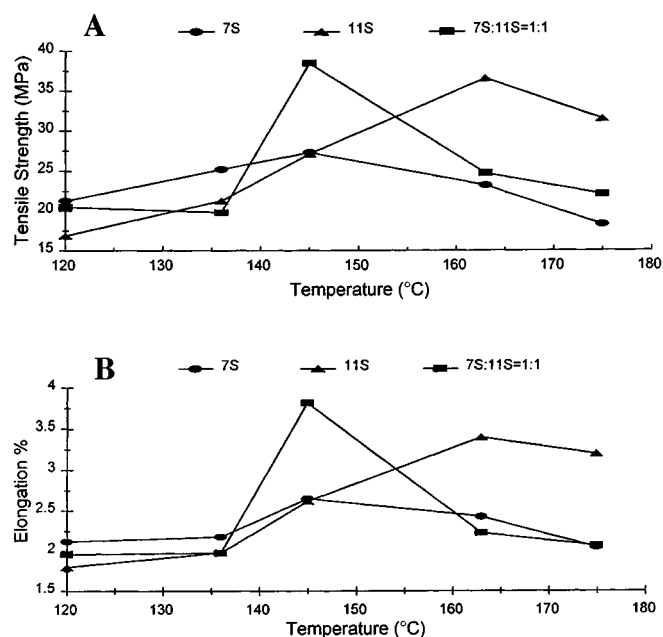 A
7S 11S 7S:11S=1:1
Tensile Strength (MPa)
40
35
30
25
20
15
120 130 140 150 160 170 180
Temperature (°C)
B
7S 11S 7S:11S=1:1
Elongation %
4
3.5
3
2.5
2
1.5
120 130 140 150 160 170 180
Temperature (°C)